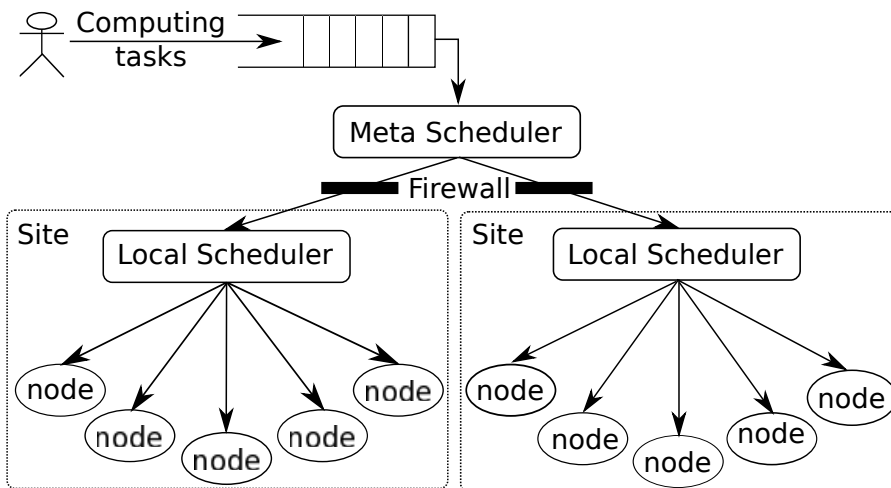 Computing
tasks
Meta Scheduler
Firewall
Site
Local Scheduler
node
node
node
node
node
Site
Local Scheduler
node
node
node
node
node